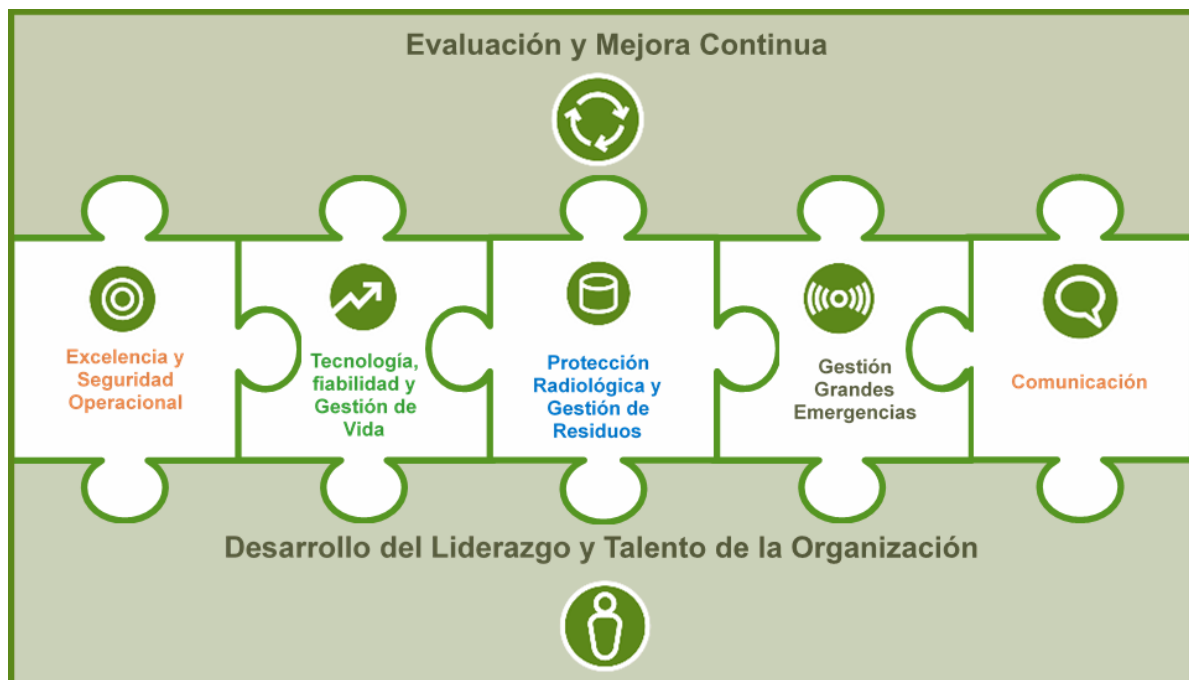 Evaluación y Mejora Continua
Excelencia y
Seguridad
Operacional
Tecnología,
fiabilidad y
Gestión de
Vida
Protección
Radiológica y
Gestión de
Residuos
Gestión
Grandes
Emergencias
Comunicación
Desarrollo del Liderazgo y Talento de la Organización